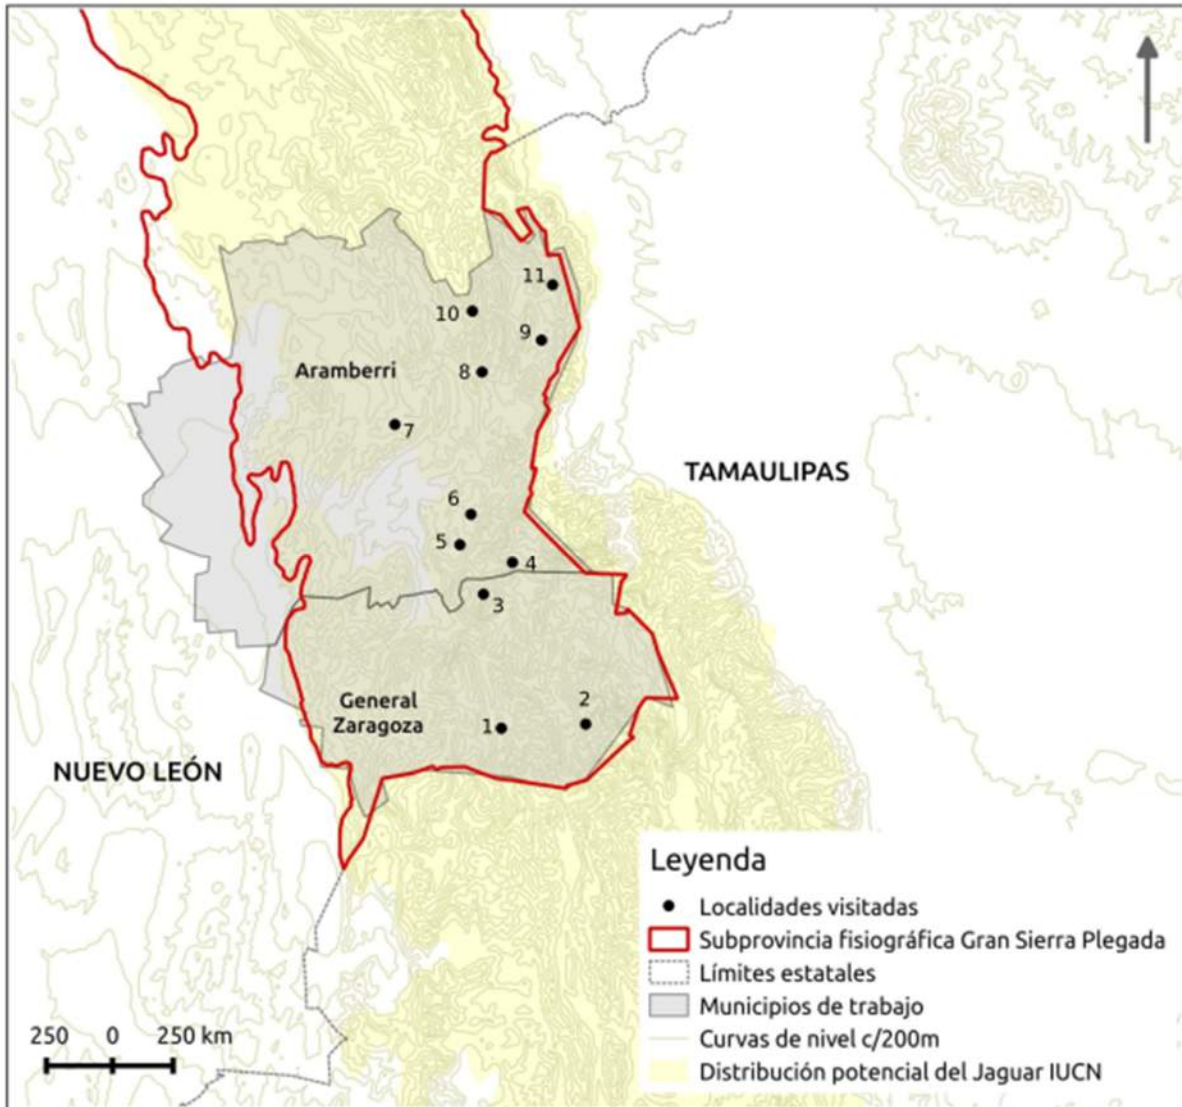 11
10
9
Aramberri
8
7
TAMAULIPAS
6
5
4
3
General
Zaragoza
2
1
NUEVO LEÓN
Leyenda
Localidades visitadas
Subprovincia fisiográfica Gran Sierra Plegada
Límites estatales
Municipios de trabajo
Curvas de nivel c/200m
Distribución potencial del Jaguar IUCN
250 0 250 km